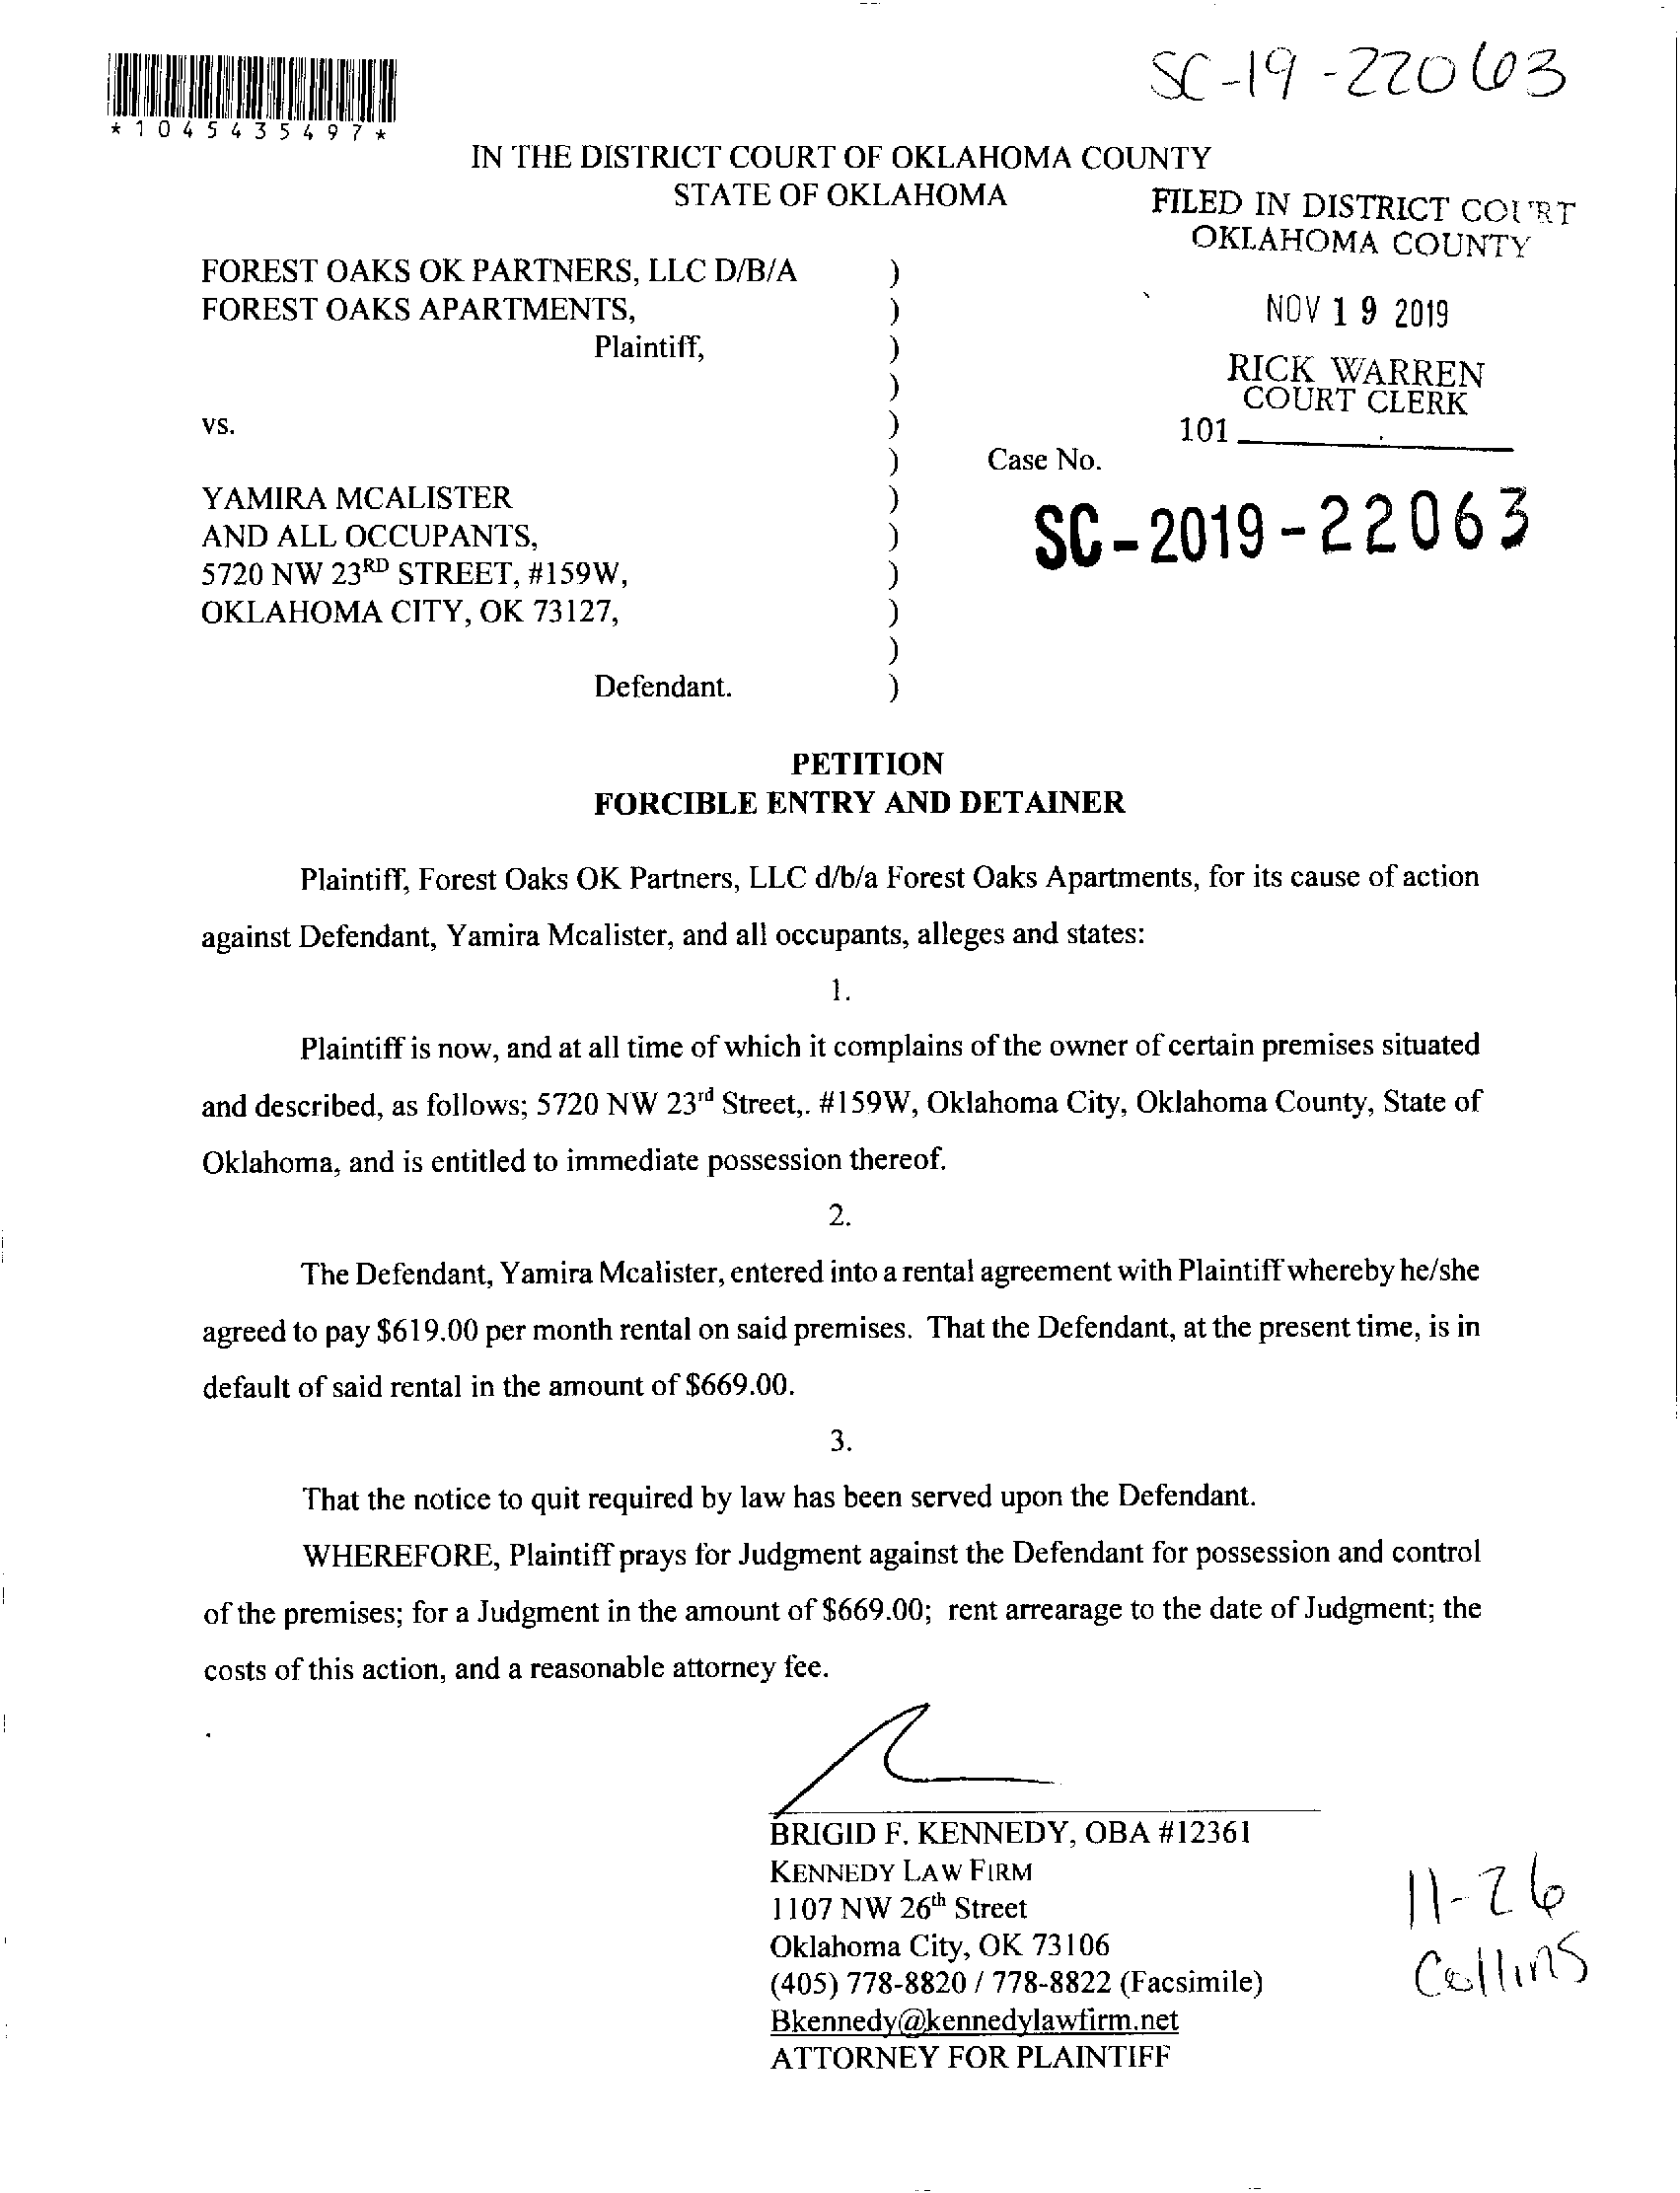 SC-19-22063
*1045435497*
IN THE DISTRICT COURT OF OKLAHOMA COUNTY
STATE OF OKLAHOMA
FILED IN DISTRICT COURT
OKLAHOMA COUNTY
FOREST OAKS OK PARTNERS, LLC D/B/A )
FOREST OAKS APARTMENTS, )
NOV 19 2019
Plaintiff, )
RICK WARREN
)
COURT CLERK
vs. )
101
) Case No.
YAMIRA MCALISTER )
SC-2019-22063
AND ALL OCCUPANTS, )
5720 NW 23RD STREET, #159W, )
OKLAHOMA CITY, OK 73127, )
)
Defendant. )
PETITION
FORCIBLE ENTRY AND DETAINER
Plaintiff, Forest Oaks OK Partners, LLC d/b/a Forest Oaks Apartments, for its cause of action
against Defendant, Yamira Mcalister, and all occupants, alleges and states:
1.
Plaintiff is now, and at all time of which it complains of the owner of certain premises situated
and described, as follows; 5720 NW 23rd Street,. #159W, Oklahoma City, Oklahoma County, State of
Oklahoma, and is entitled to immediate possession thereof.
2.
The Defendant, Yamira Mcalister, entered into a rental agreement with Plaintiff whereby he/she
agreed to pay $619.00 per month rental on said premises. That the Defendant, at the present time, is in
default of said rental in the amount of $669.00.
3.
That the notice to quit required by law has been served upon the Defendant.
WHEREFORE, Plaintiff prays for Judgment against the Defendant for possession and control
of the premises; for a Judgment in the amount of $669.00; rent arrearage to the date of Judgment; the
costs of this action, and a reasonable attorney fee.
BRIGID F. KENNEDY, OBA #12361
KENNEDY LAW FIRM
1107 NW 26th Street
Oklahoma City, OK 73106
(405) 778-8820 / 778-8822 (Facsimile)
Bkennedy@kennedylawfirm.net
ATTORNEY FOR PLAINTIFF
11-26
Collins